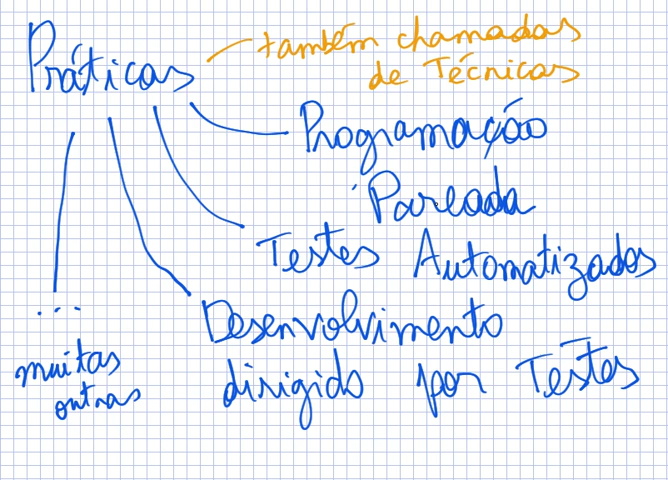 Práticas
também chamadas
de Técnicas
Programação
Pareada
Testes Automatizados
Desenvolvimento
dirigido por Testes
...
muitas
outras